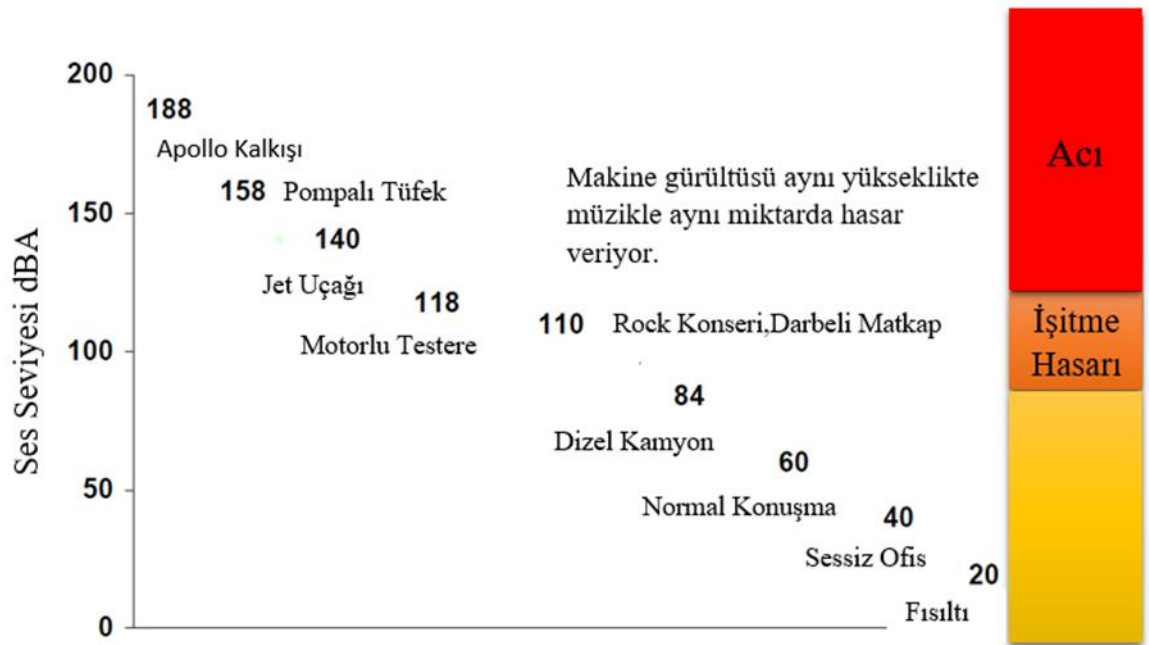 Ses Seviyesi dBA
200
150
100
50
0
188
Apollo Kalkışı
158 Pompalı Tüfek
140
Jet Uçağı
118
Motorlu Testere
Makine gürültüsü aynı yükseklikte
müzikle aynı miktarda hasar
veriyor.
110 Rock Konseri,Darbeli Matkap
84
Dizel Kamyon
60
Normal Konuşma
40
Sessiz Ofis
20
Fısıltı
Acı
İşitme
Hasarı